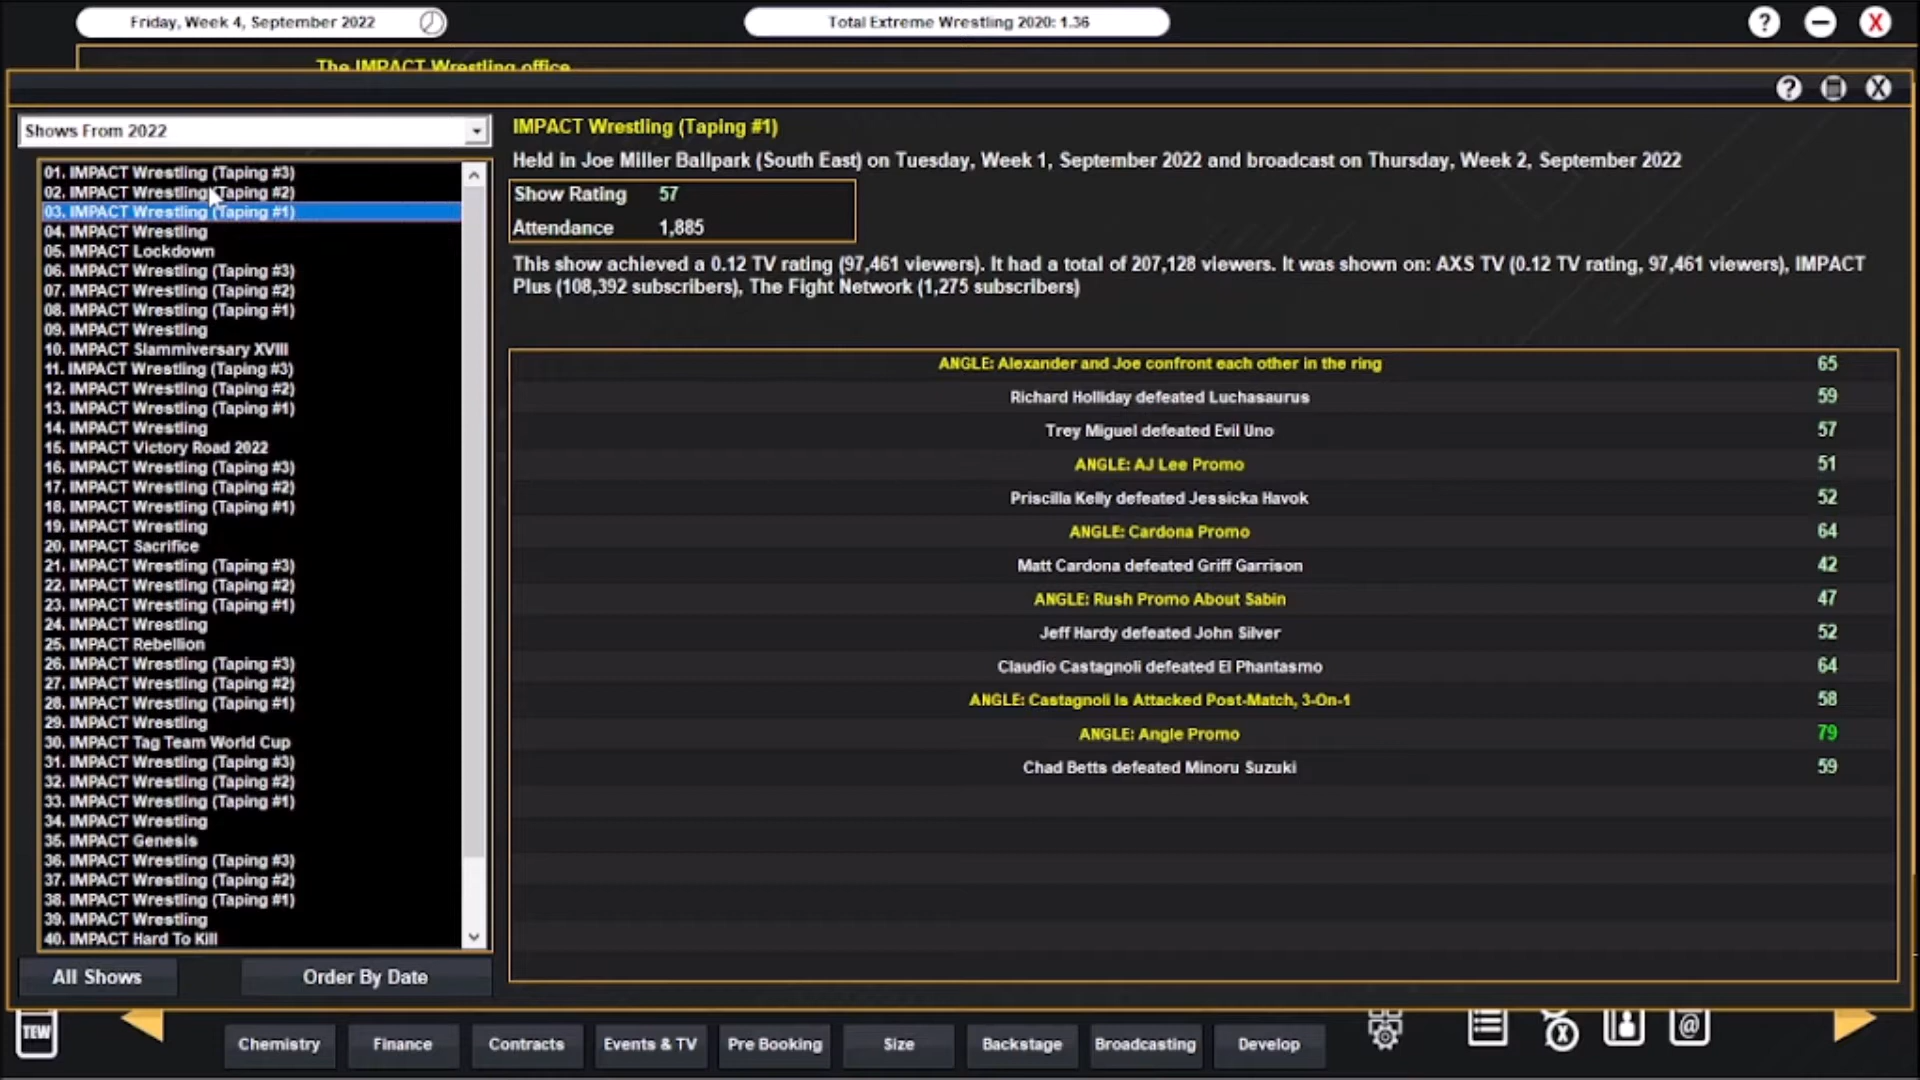 Friday, Week 4, September 2022
Total Extreme Wrestling 2020: 1.36
?
X
The IMPACT Wrestling office
?
X
Shows From 2022
01. IMPACT Wrestling (Taping #3)
02. IMPACT Wrestling (Taping #2)
03. IMPACT Wrestling (Taping #1)
04. IMPACT Wrestling
05. IMPACT Lockdown
06. IMPACT Wrestling (Taping #3)
07. IMPACT Wrestling (Taping #2)
08. IMPACT Wrestling (Taping #1)
09. IMPACT Wrestling
10. IMPACT Slammiversary XVIII
11. IMPACT Wrestling (Taping #3)
12. IMPACT Wrestling (Taping #2)
13. IMPACT Wrestling (Taping #1)
14. IMPACT Wrestling
15. IMPACT Victory Road 2022
16. IMPACT Wrestling (Taping #3)
17. IMPACT Wrestling (Taping #2)
18. IMPACT Wrestling (Taping #1)
19. IMPACT Wrestling
20. IMPACT Sacrifice
21. IMPACT Wrestling (Taping #3)
22. IMPACT Wrestling (Taping #2)
23. IMPACT Wrestling (Taping #1)
24. IMPACT Wrestling
25. IMPACT Rebellion
26. IMPACT Wrestling (Taping #3)
27. IMPACT Wrestling (Taping #2)
28. IMPACT Wrestling (Taping #1)
29. IMPACT Wrestling
30. IMPACT Tag Team World Cup
31. IMPACT Wrestling (Taping #3)
32. IMPACT Wrestling (Taping #2)
33. IMPACT Wrestling (Taping #1)
34. IMPACT Wrestling
35. IMPACT Genesis
36. IMPACT Wrestling (Taping #3)
37. IMPACT Wrestling (Taping #2)
38. IMPACT Wrestling (Taping #1)
39. IMPACT Wrestling
40. IMPACT Hard To Kill
All Shows
Order By Date
IMPACT Wrestling (Taping #1)
Held in Joe Miller Ballpark (South East) on Tuesday, Week 1, September 2022 and broadcast on Thursday, Week 2, September 2022
Show Rating 57
Attendance 1,885
This show achieved a 0.12 TV rating (97,461 viewers). It had a total of 207,128 viewers. It was shown on: AXS TV (0.12 TV rating, 97,461 viewers), IMPACT
Plus (108,392 subscribers), The Fight Network (1,275 subscribers)
ANGLE: Alexander and Joe confront each other in the ring 65
Richard Holliday defeated Luchasaurus 59
Trey Miguel defeated Evil Uno 57
ANGLE: AJ Lee Promo 51
Priscilla Kelly defeated Jessicka Havok 52
ANGLE: Cardona Promo 64
Matt Cardona defeated Griff Garrison 42
ANGLE: Rush Promo About Sabin 47
Jeff Hardy defeated John Silver 52
Claudio Castagnoli defeated El Phantasmo 64
ANGLE: Castagnoli Is Attacked Post-Match, 3-On-1 58
ANGLE: Angle Promo 79
Chad Betts defeated Minoru Suzuki 59
TEW
Chemistry
Finance
Contracts
Events & TV
Pre Booking
Size
Backstage
Broadcasting
Develop
X
@